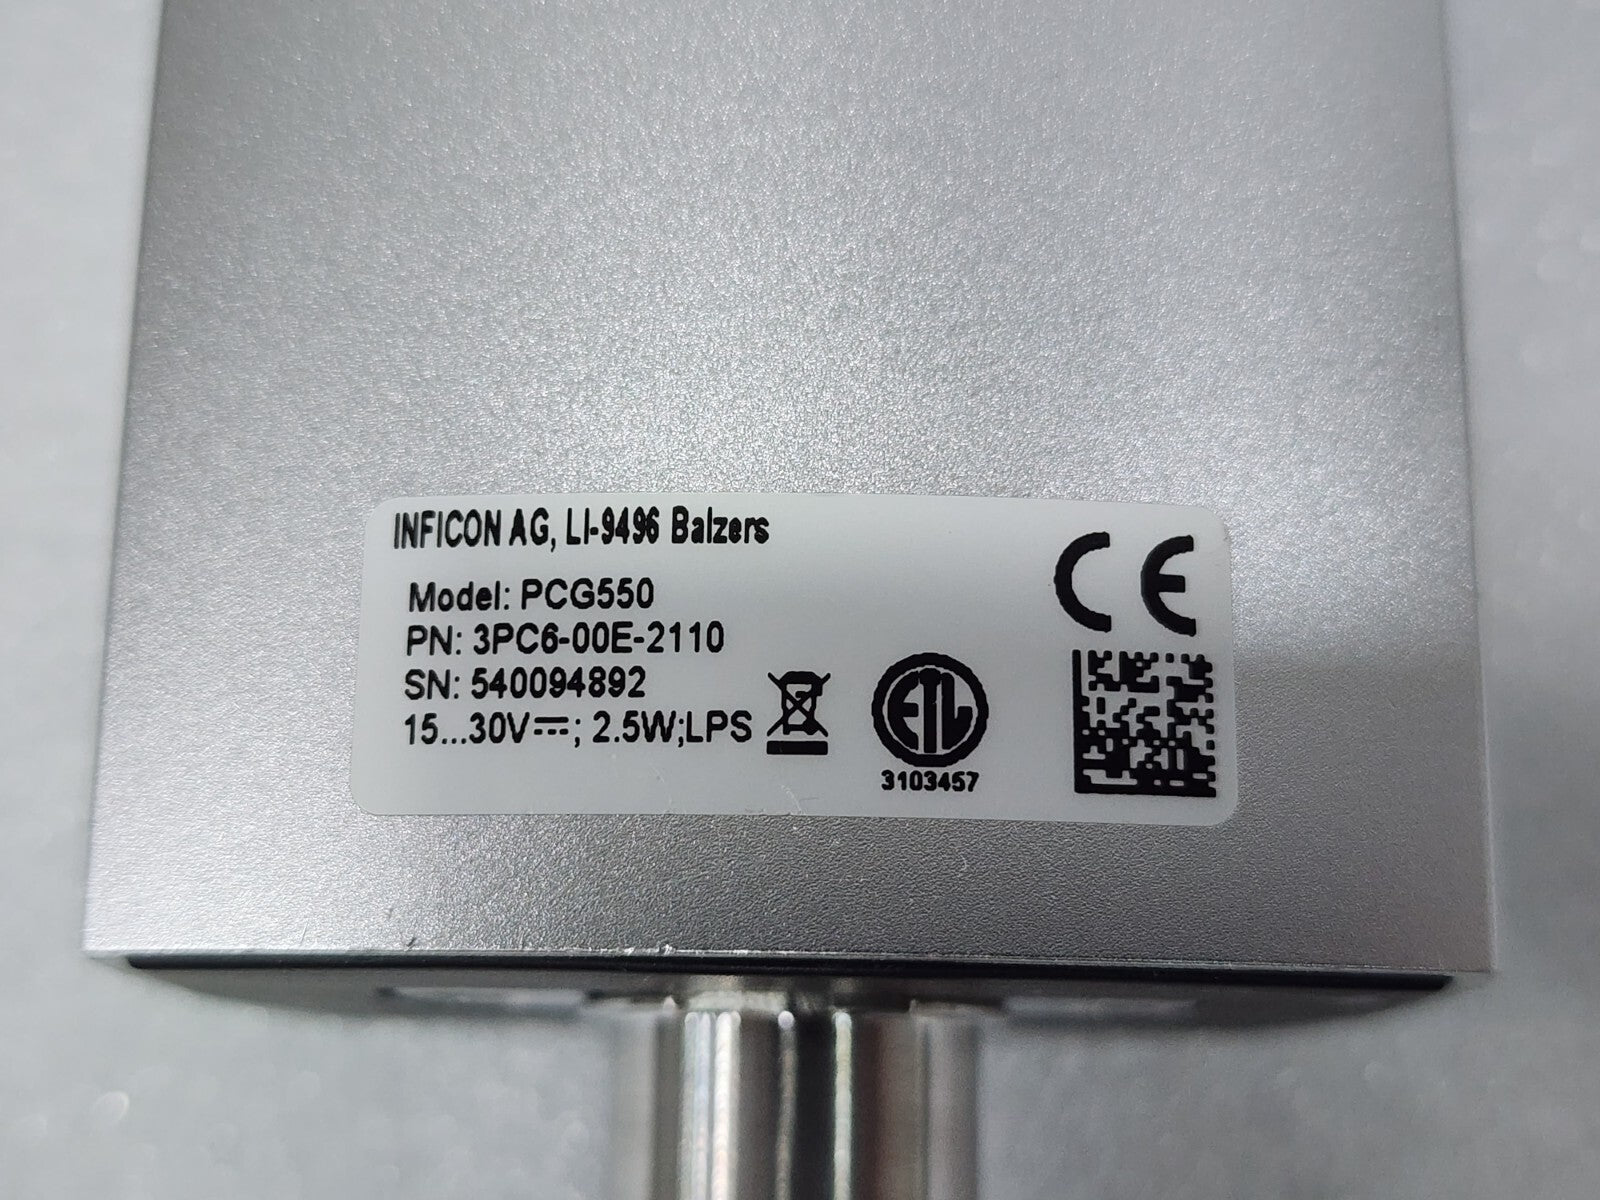 INFICON AG, LI-9496 Balzers
Model: PCG550
PN: 3PC6-00E-2110
SN: 540094892
15...30V⎓; 2.5W;LPS
CE
ETL
3103457